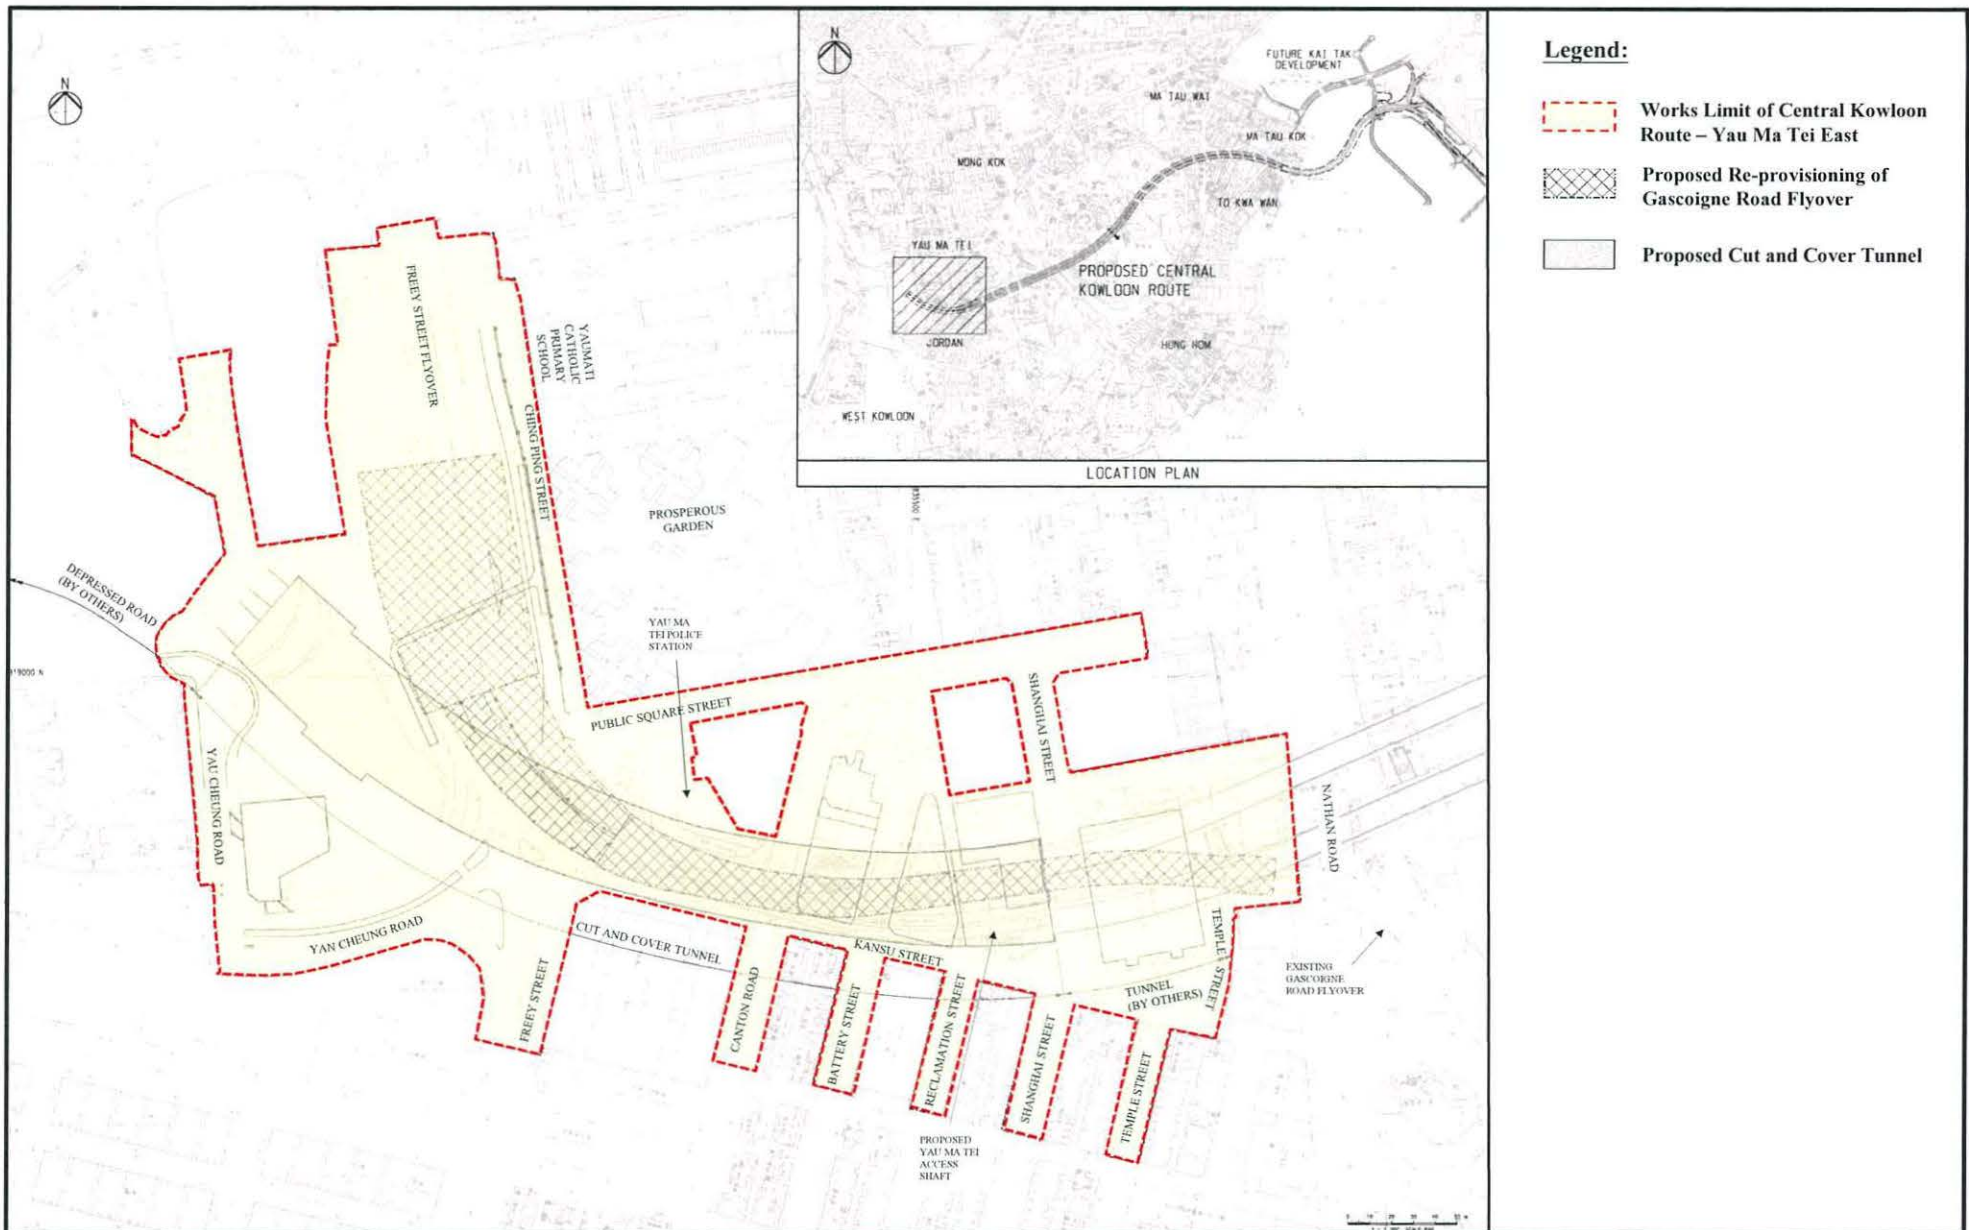 N
FREEY STREET FLYOVER
YAUMATI
CATHOLIC
PRIMARY
SCHOOL
CHING PING STREET
PROSPEROUS
GARDEN
DEPRESSED ROAD
(BY OTHERS)
YAU MA
TEI POLICE
STATION
PUBLIC SQUARE STREET
SHANGHAI STREET
YAU CHEUNG ROAD
NATHAN ROAD
YAN CHEUNG ROAD
FREEY STREET
CUT AND COVER TUNNEL
KANSU STREET
CANTON ROAD
BATTERY STREET
RECLAMATION STREET
SHANGHAI STREET
TEMPLE STREET
TEMPLE STREET
TUNNEL
(BY OTHERS)
EXISTING
GASCOIGNE
ROAD FLYOVER
PROPOSED
YAU MA TEI
ACCESS
SHAFT
N
FUTURE KAI TAK
DEVELOPMENT
MA TAU WAI
MA TAU KOK
MONG KOK
TO KWA WAN
YAU MA TEI
PROPOSED CENTRAL
KOWLOON ROUTE
JORDAN
HUNG HOM
WEST KOWLOON
LOCATION PLAN
Legend:
Works Limit of Central Kowloon
Route – Yau Ma Tei East
Proposed Re-provisioning of
Gascoigne Road Flyover
Proposed Cut and Cover Tunnel